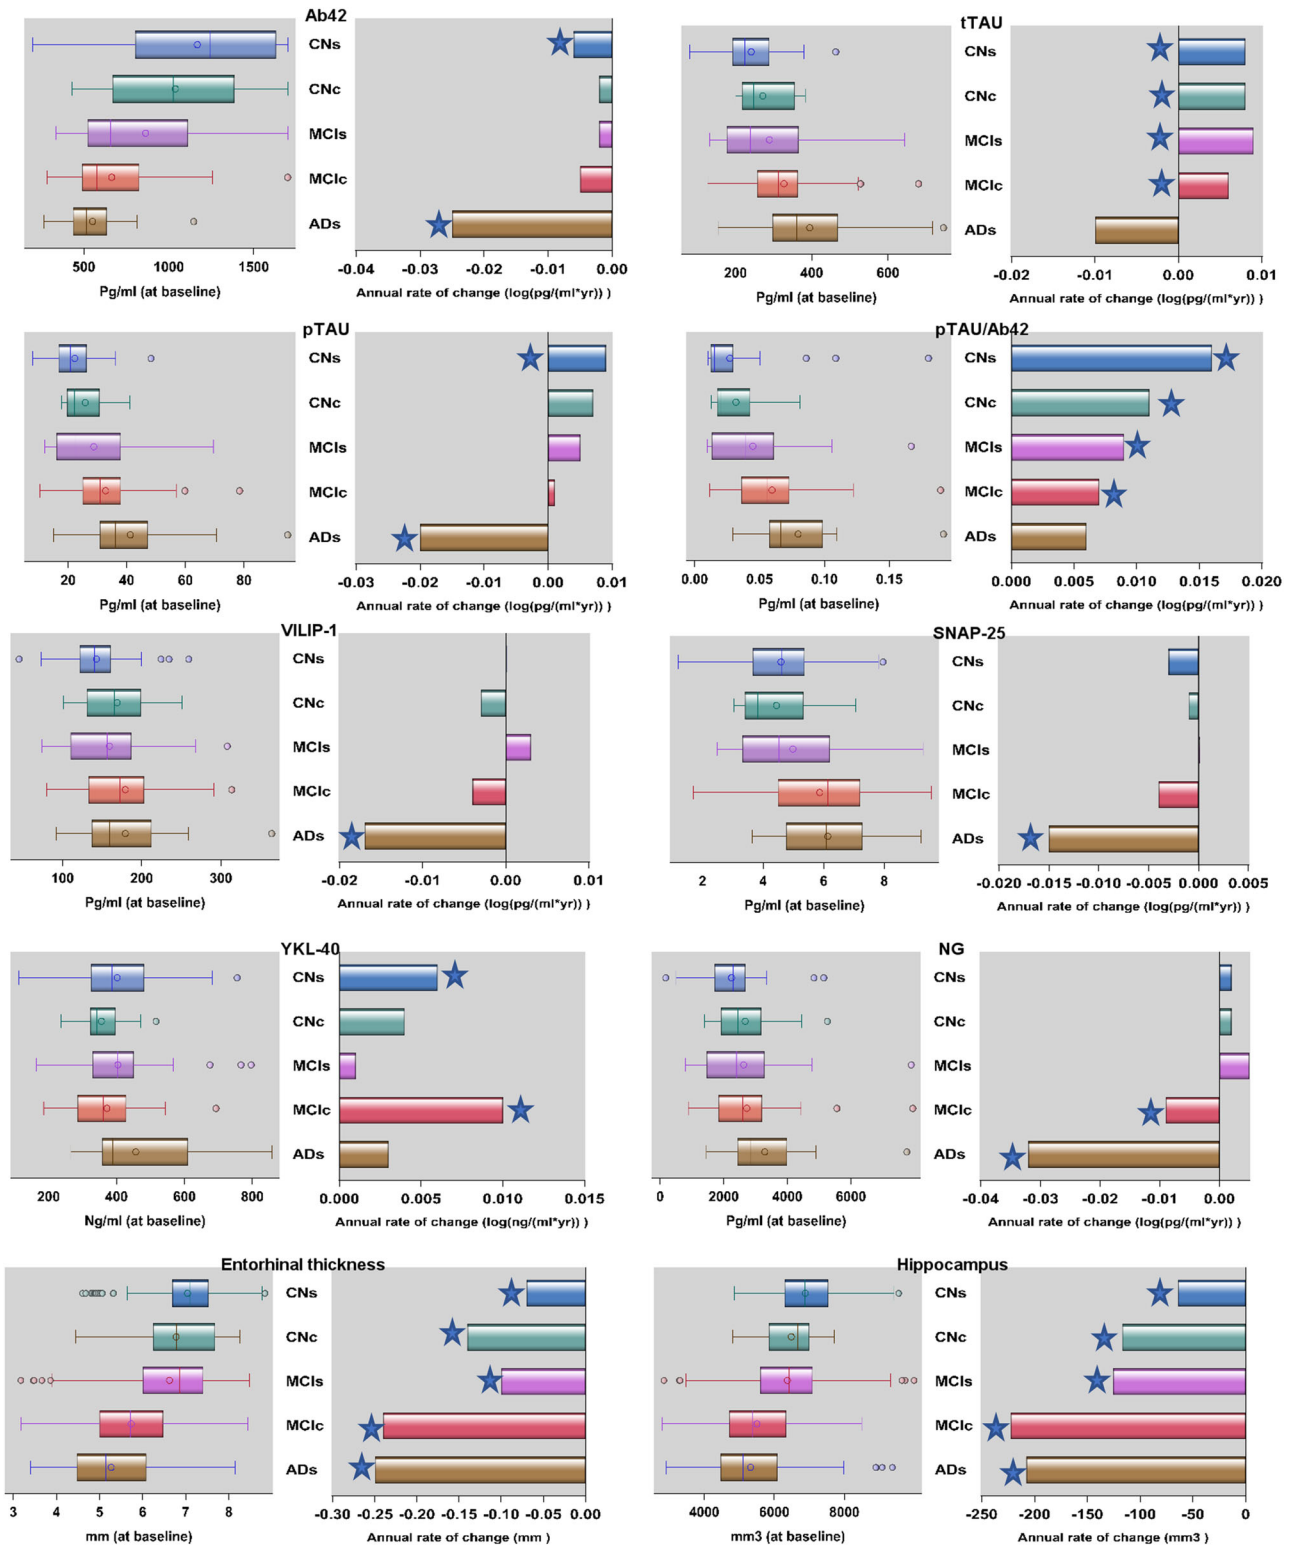 Ab42
CNs
CNc
MCIs
MCIc
ADs
500 1000 1500
Pg/ml (at baseline)
-0.04 -0.03 -0.02 -0.01 0.00
Annual rate of change (log(pg/(ml*yr)) )
tTAU
CNs
CNc
MCIs
MCIc
ADs
200 400 600
Pg/ml (at baseline)
-0.02 -0.01 0.00 0.01
Annual rate of change (log(pg/(ml*yr)) )
pTAU
CNs
CNc
MCIs
MCIc
ADs
20 40 60 80
Pg/ml (at baseline)
-0.03 -0.02 -0.01 0.00 0.01
Annual rate of change (log(pg/(ml*yr)) )
pTAU/Ab42
CNs
CNc
MCIs
MCIc
ADs
0.00 0.05 0.10 0.15
Pg/ml (at baseline)
0.000 0.005 0.010 0.015 0.020
Annual rate of change (log(pg/(ml*yr)) )
VILIP-1
CNs
CNc
MCIs
MCIc
ADs
100 200 300
Pg/ml (at baseline)
-0.02 -0.01 0.00 0.01
Annual rate of change (log(pg/(ml*yr)) )
SNAP-25
CNs
CNc
MCIs
MCIc
ADs
2 4 6 8
Pg/ml (at baseline)
-0.020 -0.015 -0.010 -0.005 0.000 0.005
Annual rate of change (log(pg/(ml*yr)) )
YKL-40
CNs
CNc
MCIs
MCIc
ADs
200 400 600 800
Ng/ml (at baseline)
0.000 0.005 0.010 0.015
Annual rate of change (log(ng/(ml*yr)) )
NG
CNs
CNc
MCIs
MCIc
ADs
0 2000 4000 6000
Pg/ml (at baseline)
-0.04 -0.03 -0.02 -0.01 0.00
Annual rate of change (log(pg/(ml*yr)) )
Entorhinal thickness
CNs
CNc
MCIs
MCIc
ADs
3 4 5 6 7 8
mm (at baseline)
-0.30 -0.25 -0.20 -0.15 -0.10 -0.05 0.00
Annual rate of change (mm )
Hippocampus
CNs
CNc
MCIs
MCIc
ADs
4000 6000 8000
mm3 (at baseline)
-250 -200 -150 -100 -50 0
Annual rate of change (mm3 )